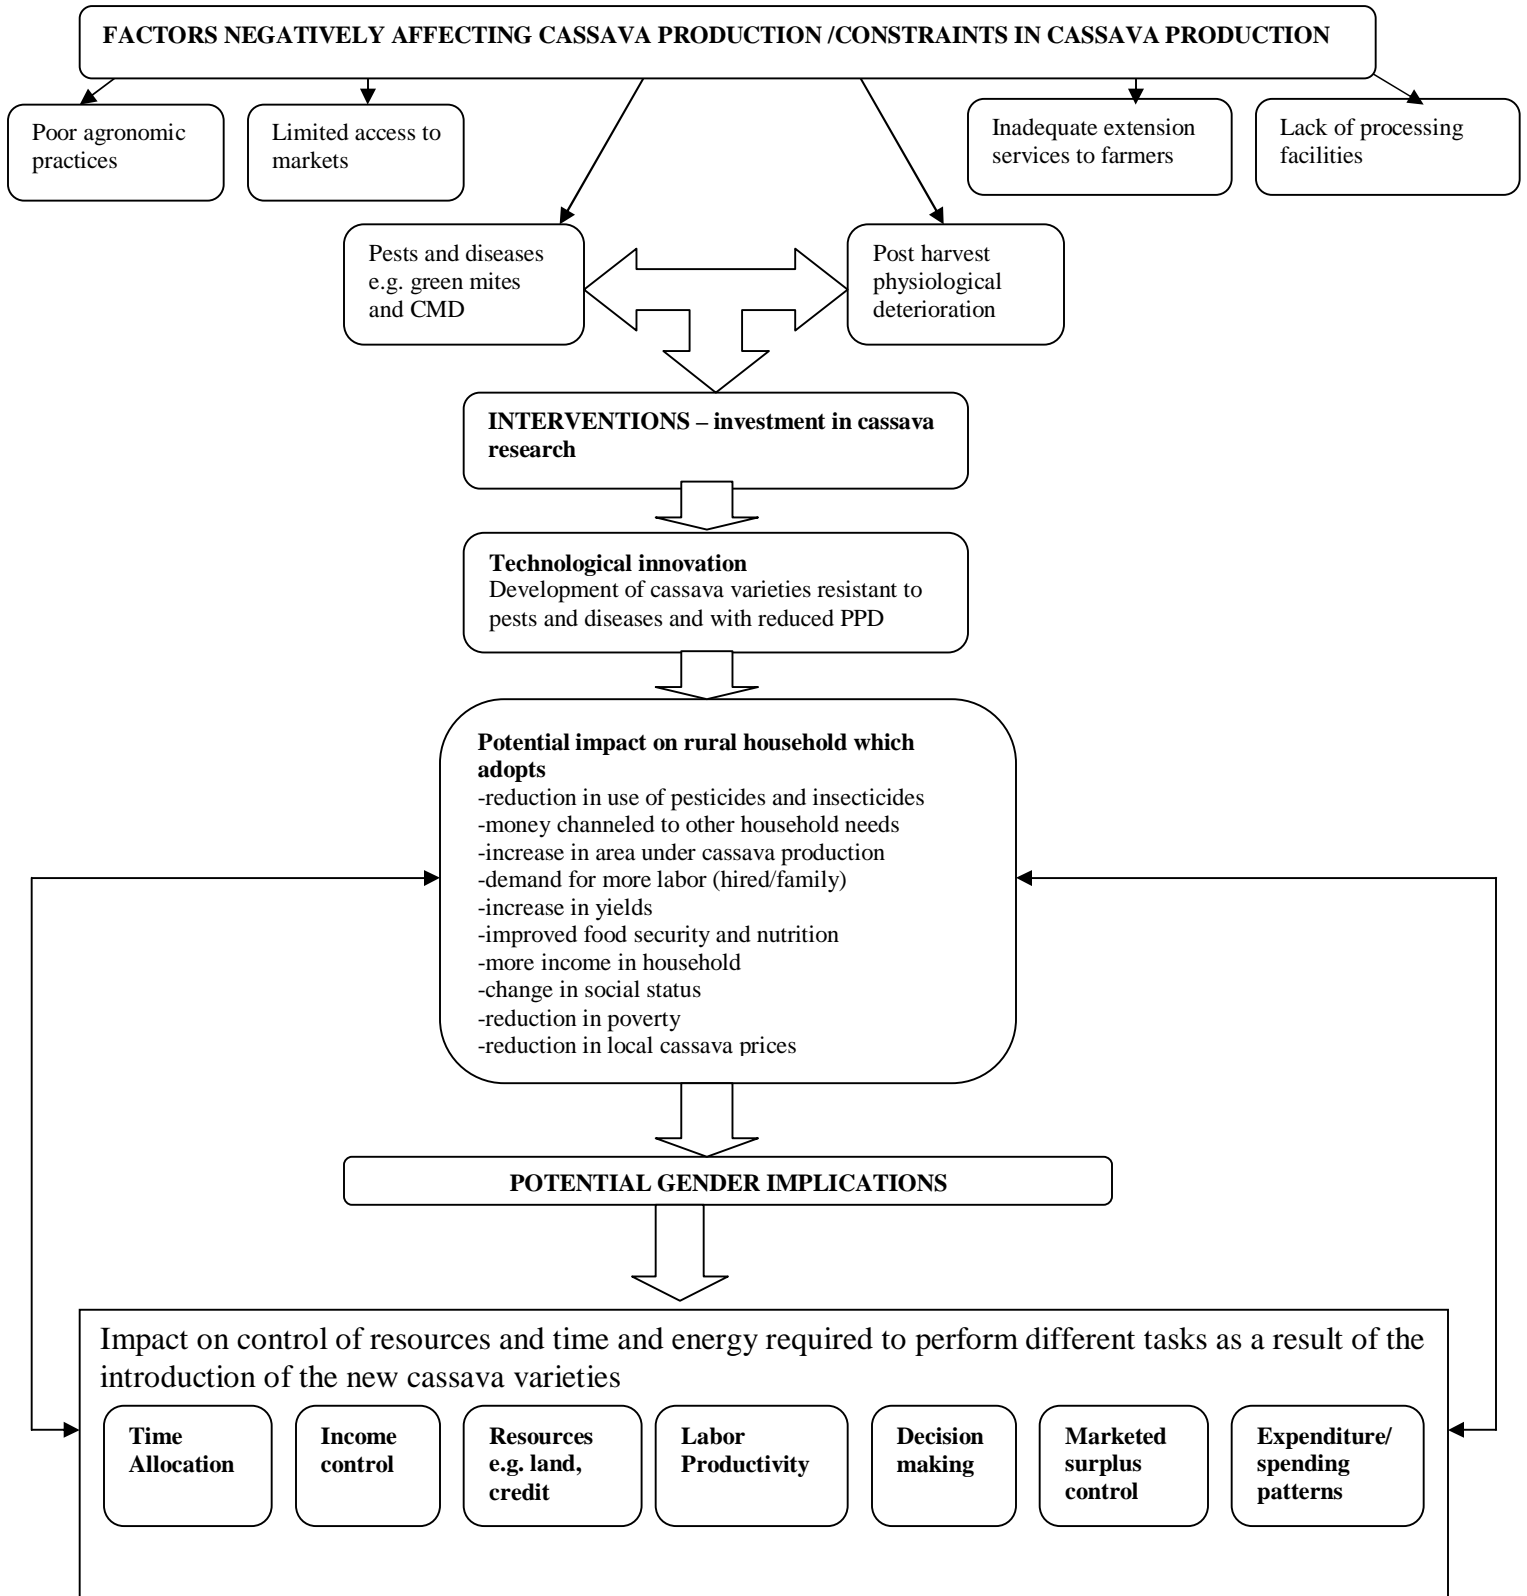 FACTORS NEGATIVELY AFFECTING CASSAVA PRODUCTION /CONSTRAINTS IN CASSAVA PRODUCTION
Poor agronomic
practices
Limited access to
markets
Inadequate extension
services to farmers
Lack of processing
facilities
Pests and diseases
e.g. green mites
and CMD
Post harvest
physiological
deterioration
INTERVENTIONS – investment in cassava
research
Technological innovation
Development of cassava varieties resistant to
pests and diseases and with reduced PPD
Potential impact on rural household which
adopts
-reduction in use of pesticides and insecticides
-money channeled to other household needs
-increase in area under cassava production
-demand for more labor (hired/family)
-increase in yields
-improved food security and nutrition
-more income in household
-change in social status
-reduction in poverty
-reduction in local cassava prices
POTENTIAL GENDER IMPLICATIONS
Impact on control of resources and time and energy required to perform different tasks as a result of the
introduction of the new cassava varieties
Time
Allocation
Income
control
Resources
e.g. land,
credit
Labor
Productivity
Decision
making
Marketed
surplus
control
Expenditure/
spending
patterns